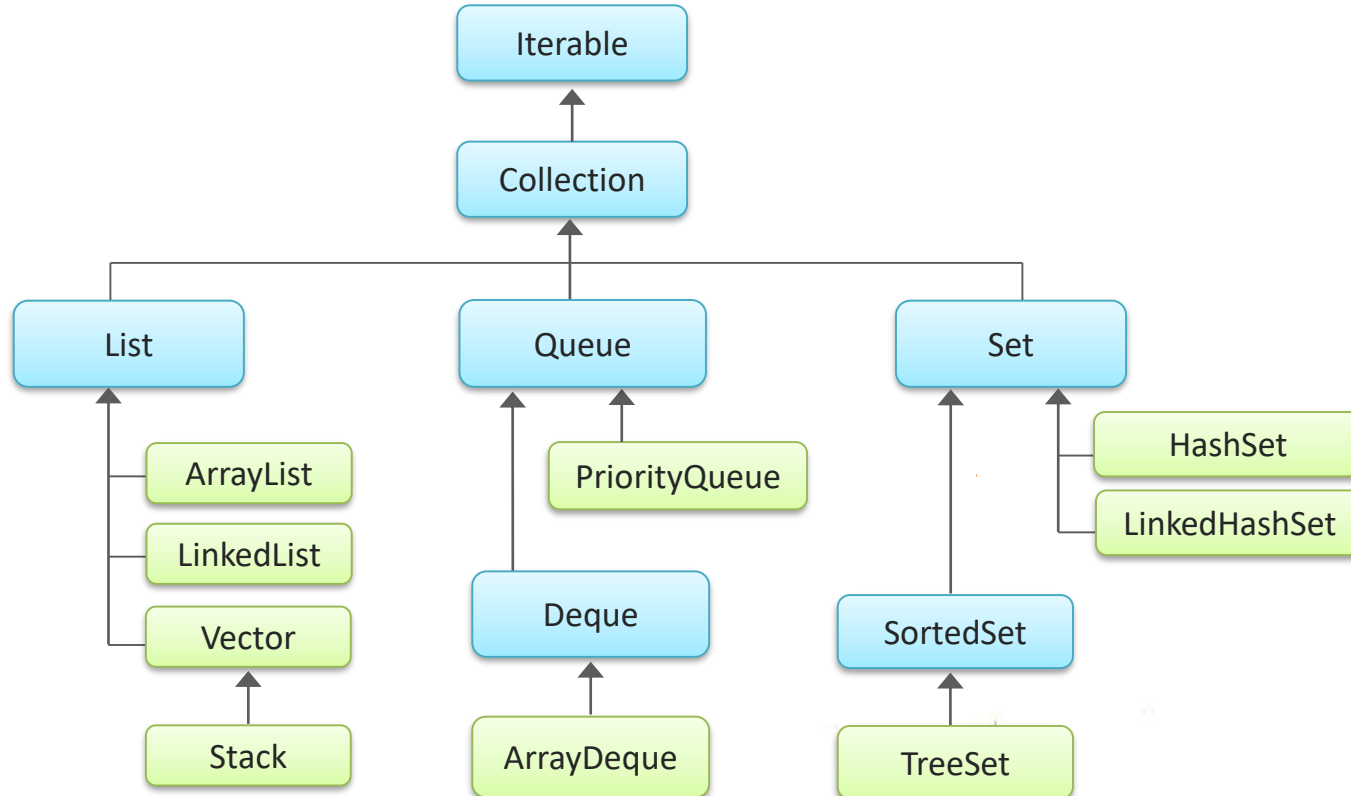 Iterable
Collection
List
Queue
Set
ArrayList
PriorityQueue
HashSet
LinkedHashSet
LinkedList
Vector
Deque
SortedSet
Stack
ArrayDeque
TreeSet